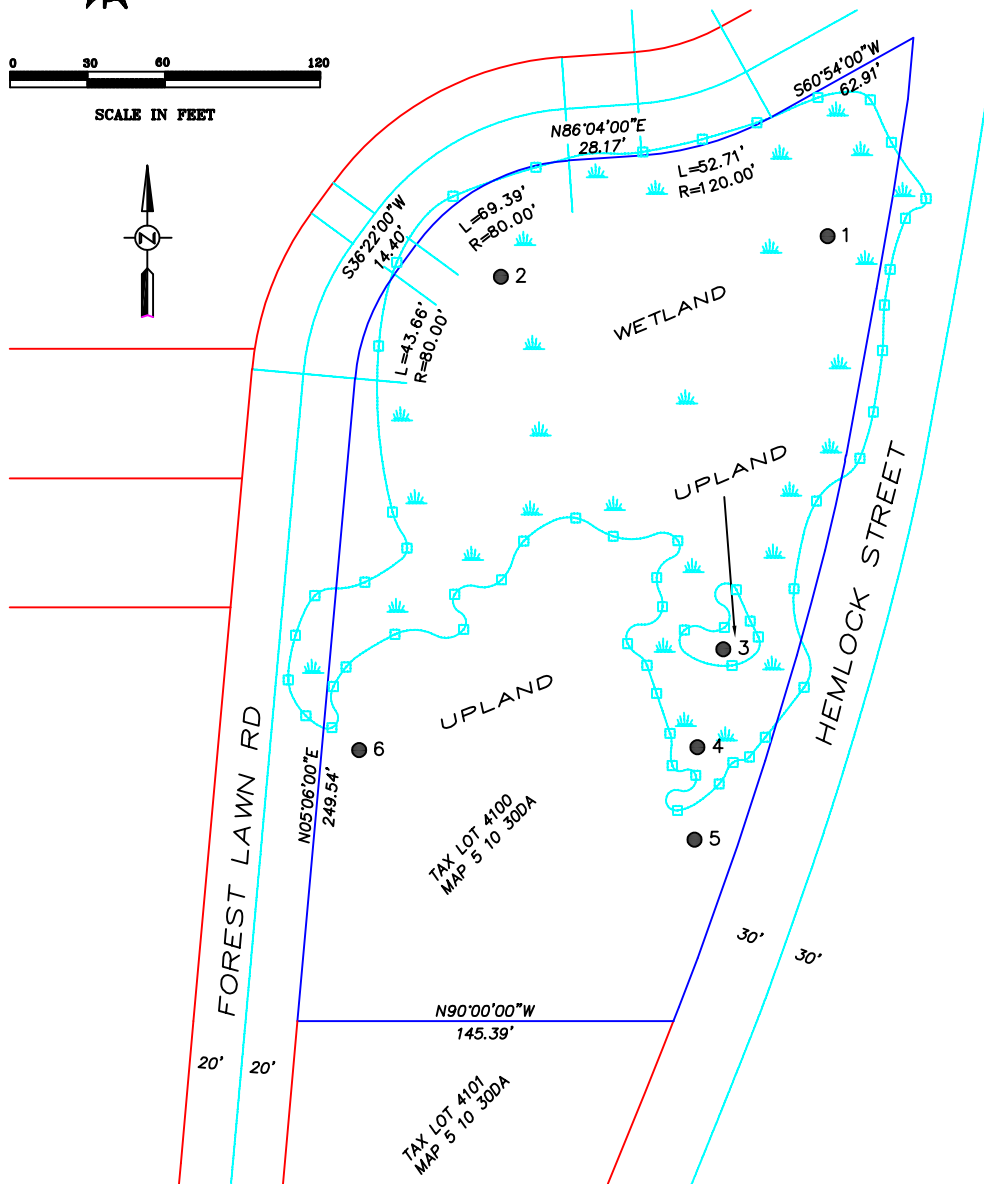 0 30 60 120
SCALE IN FEET
N
S60°54'00"W
62.91'
N86°04'00"E
28.17'
L=52.71'
R=120.00'
L=69.39'
R=80.00'
S36°22'00"W
14.40'
1
2
WETLAND
L=43.66'
R=80.00'
UPLAND
HEMLOCK STREET
3
UPLAND
4
6
N05°06'00"E
249.54'
TAX LOT 4100
MAP 5 10 30DA
5
FOREST LAWN RD
30' 30'
N90°00'00"W
145.39'
20' 20'
TAX LOT 4101
MAP 5 10 30DA